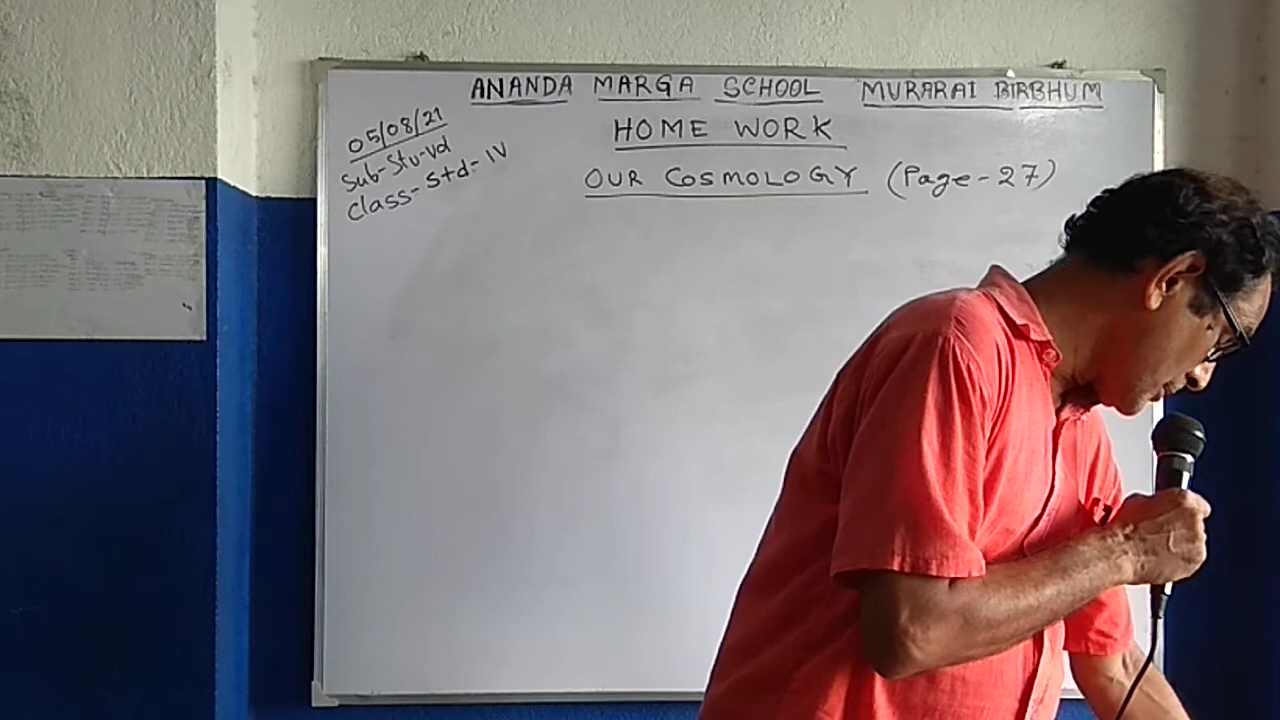 ANANDA MARGA SCHOOL MURARAI BIRBHUM
HOME WORK
05/08/21
Sub-Stu-vd
Class-Std-IV
OUR COSMOLOGY (Page-27)